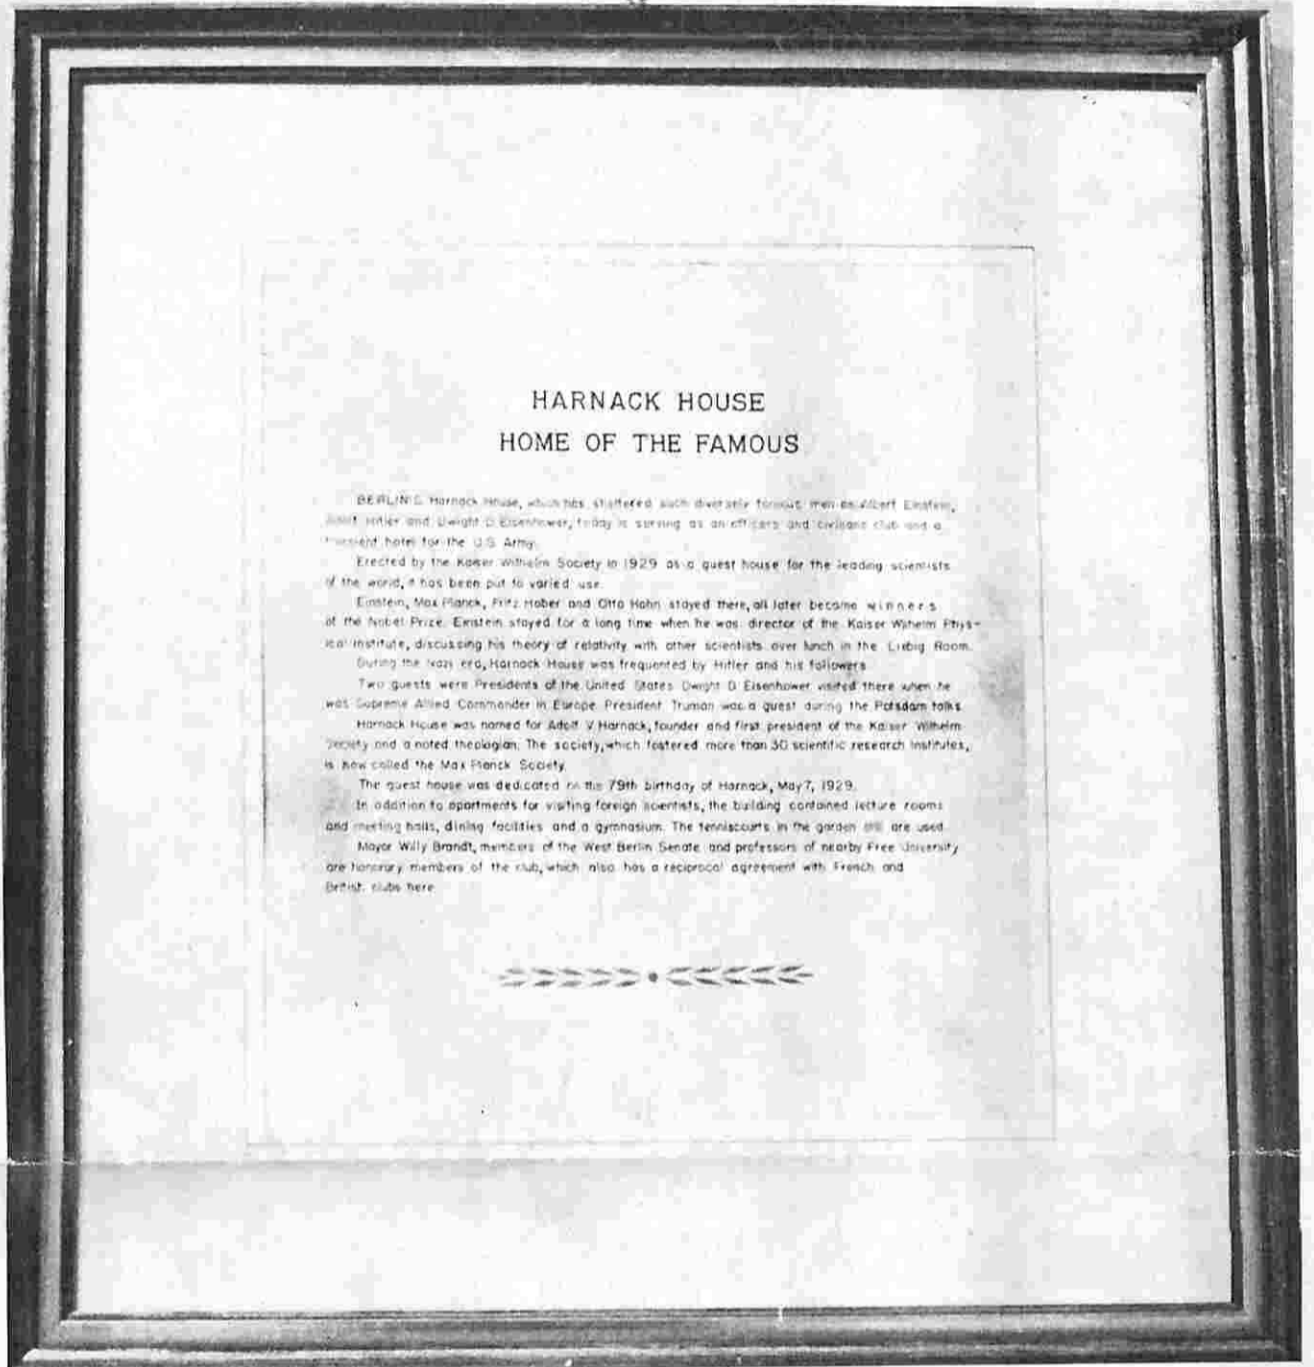 HARNACK HOUSE
HOME OF THE FAMOUS
BERLIN'S Harnack House, which has sheltered such diversely famous men as Albert Einstein,
Adolf Hitler and Dwight D Eisenhower, today is serving as an officers and civilians club and a
transient hotel for the U.S. Army.
Erected by the Kaiser Wilhelm Society in 1929 as a guest house for the leading scientists
of the world, it has been put to varied use.
Einstein, Max Planck, Fritz Haber and Otto Hahn stayed there, all later became winners
of the Nobel Prize. Einstein stayed for a long time when he was director of the Kaiser Wilhelm Phys-
ical Institute, discussing his theory of relativity with other scientists over lunch in the Liebig Room.
During the Nazi era, Harnack House was frequented by Hitler and his followers
Two guests were Presidents of the United States Dwight D Eisenhower visited there when he
was Supreme Allied Commander in Europe. President Truman was a guest during the Potsdam talks
Harnack House was named for Adolf V Harnack, founder and first president of the Kaiser Wilhelm
Society and a noted theologian. The society, which fostered more than 30 scientific research institutes,
is now called the Max Planck Society.
The guest house was dedicated on the 79th birthday of Harnack, May 7, 1929.
In addition to apartments for visiting foreign scientists, the building contained lecture rooms
and meeting halls, dining facilities and a gymnasium. The tenniscourts in the garden still are used
Mayor Willy Brandt, members of the West Berlin Senate and professors of nearby Free University
are honorary members of the club, which also has a reciprocal agreement with French and
British clubs here